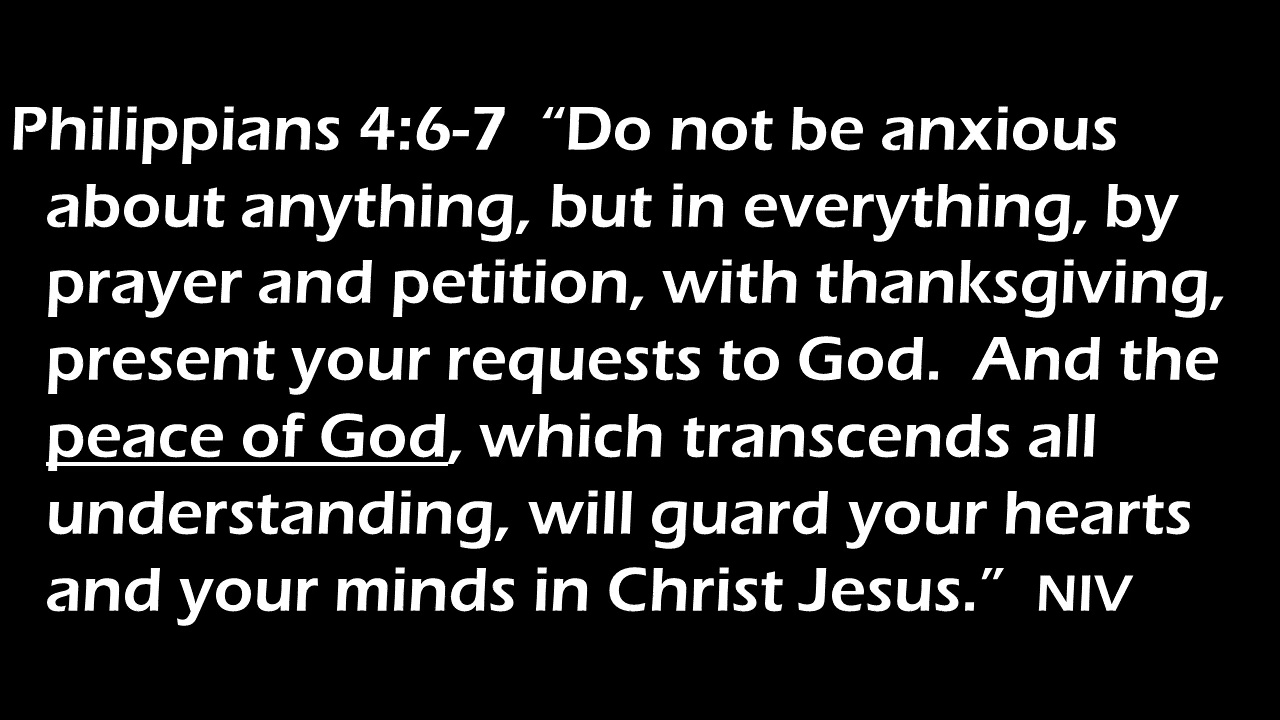 Philippians 4:6-7  “Do not be anxious
about anything, but in everything, by
prayer and petition, with thanksgiving,
present your requests to God.  And the
peace of God, which transcends all
understanding, will guard your hearts
and your minds in Christ Jesus.”  NIV